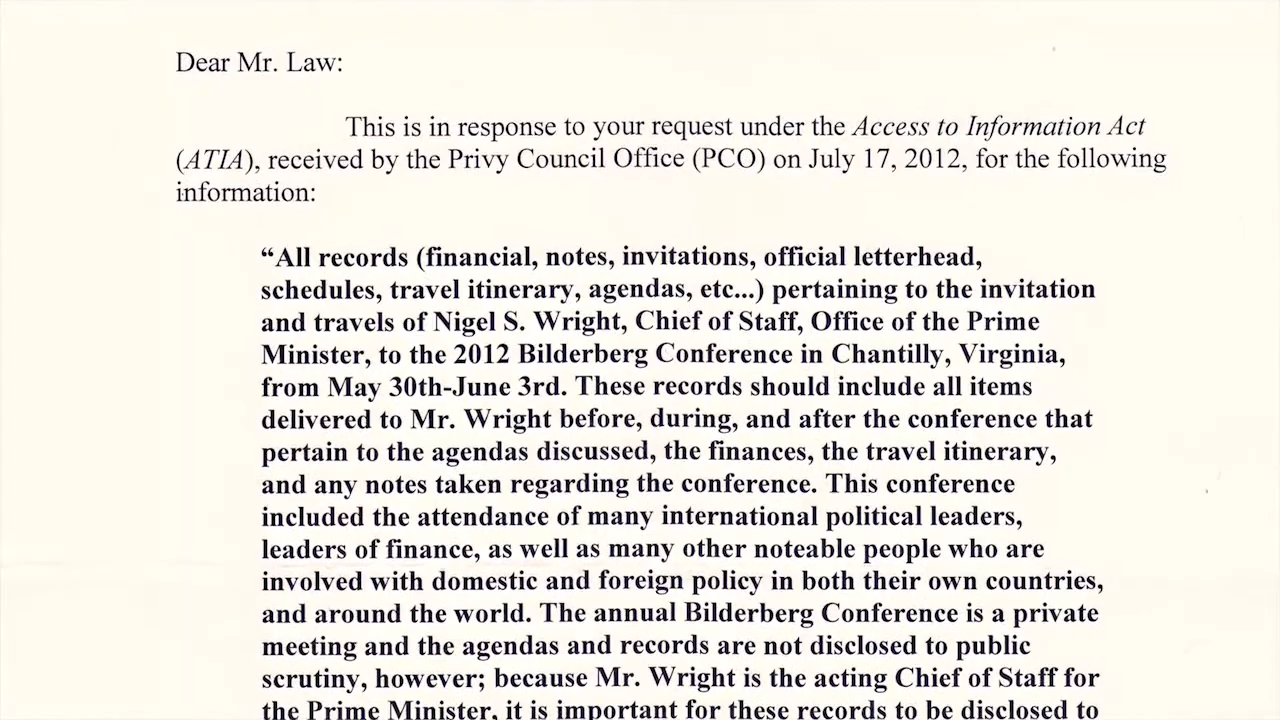 Dear Mr. Law:
This is in response to your request under the Access to Information Act
(ATIA), received by the Privy Council Office (PCO) on July 17, 2012, for the following
information:
“All records (financial, notes, invitations, official letterhead,
schedules, travel itinerary, agendas, etc...) pertaining to the invitation
and travels of Nigel S. Wright, Chief of Staff, Office of the Prime
Minister, to the 2012 Bilderberg Conference in Chantilly, Virginia,
from May 30th-June 3rd. These records should include all items
delivered to Mr. Wright before, during, and after the conference that
pertain to the agendas discussed, the finances, the travel itinerary,
and any notes taken regarding the conference. This conference
included the attendance of many international political leaders,
leaders of finance, as well as many other noteable people who are
involved with domestic and foreign policy in both their own countries,
and around the world. The annual Bilderberg Conference is a private
meeting and the agendas and records are not disclosed to public
scrutiny, however; because Mr. Wright is the acting Chief of Staff for
the Prime Minister, it is important for these records to be disclosed to